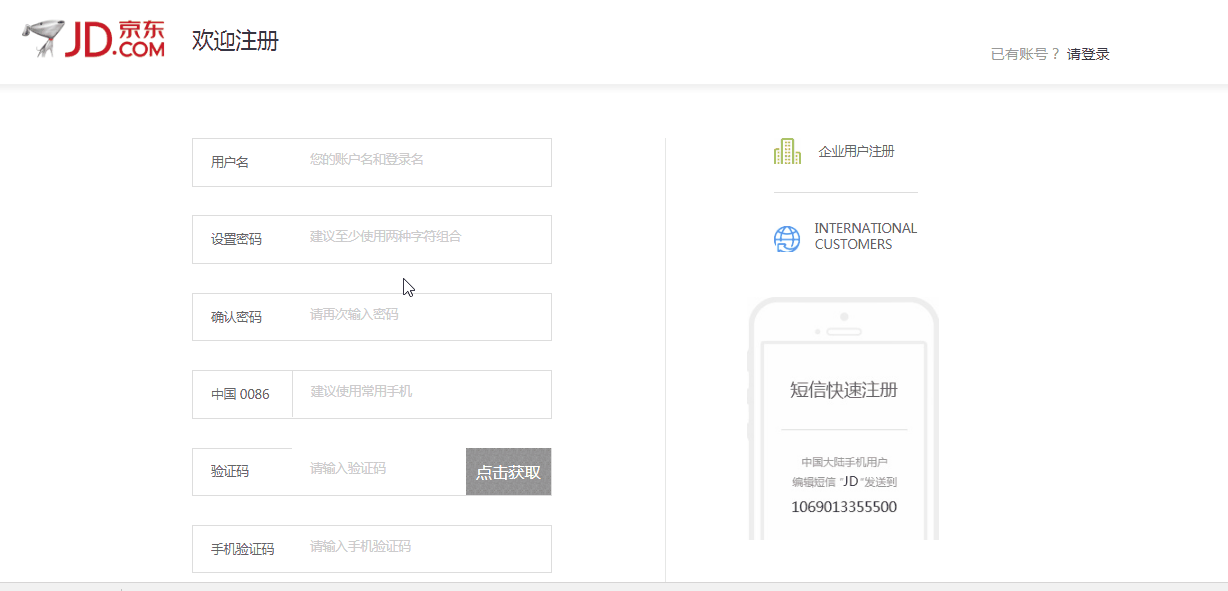 JD.COM 京东
欢迎注册
已有账号？ 请登录
用户名 您的账户名和登录名
设置密码 建议至少使用两种字符组合
确认密码 请再次输入密码
中国 0086 建议使用常用手机
验证码 请输入验证码 点击获取
手机验证码 请输入手机验证码
企业用户注册
INTERNATIONAL
CUSTOMERS
短信快速注册
中国大陆手机用户
编辑短信 “JD ”发送到
1069013355500